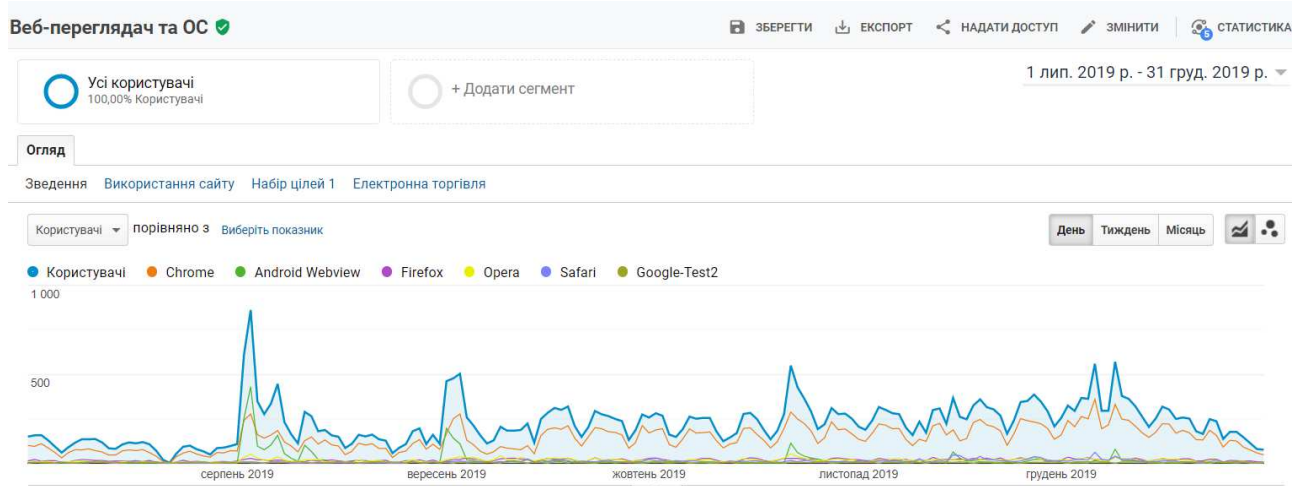 Веб-переглядач та ОС
ЗБЕРЕГТИ ЕКСПОРТ НАДАТИ ДОСТУП ЗМІНИТИ 5 СТАТИСТИКА
Усі користувачі
100,00% Користувачі
+ Додати сегмент
1 лип. 2019 р. - 31 груд. 2019 р.
Огляд
Зведення Використання сайту Набір цілей 1 Електронна торгівля
Користувачі порівняно з Виберіть показник
День Тиждень Місяць
Користувачі Chrome Android Webview Firefox Opera Safari Google-Test2
1 000
500
серпень 2019 вересень 2019 жовтень 2019 листопад 2019 грудень 2019